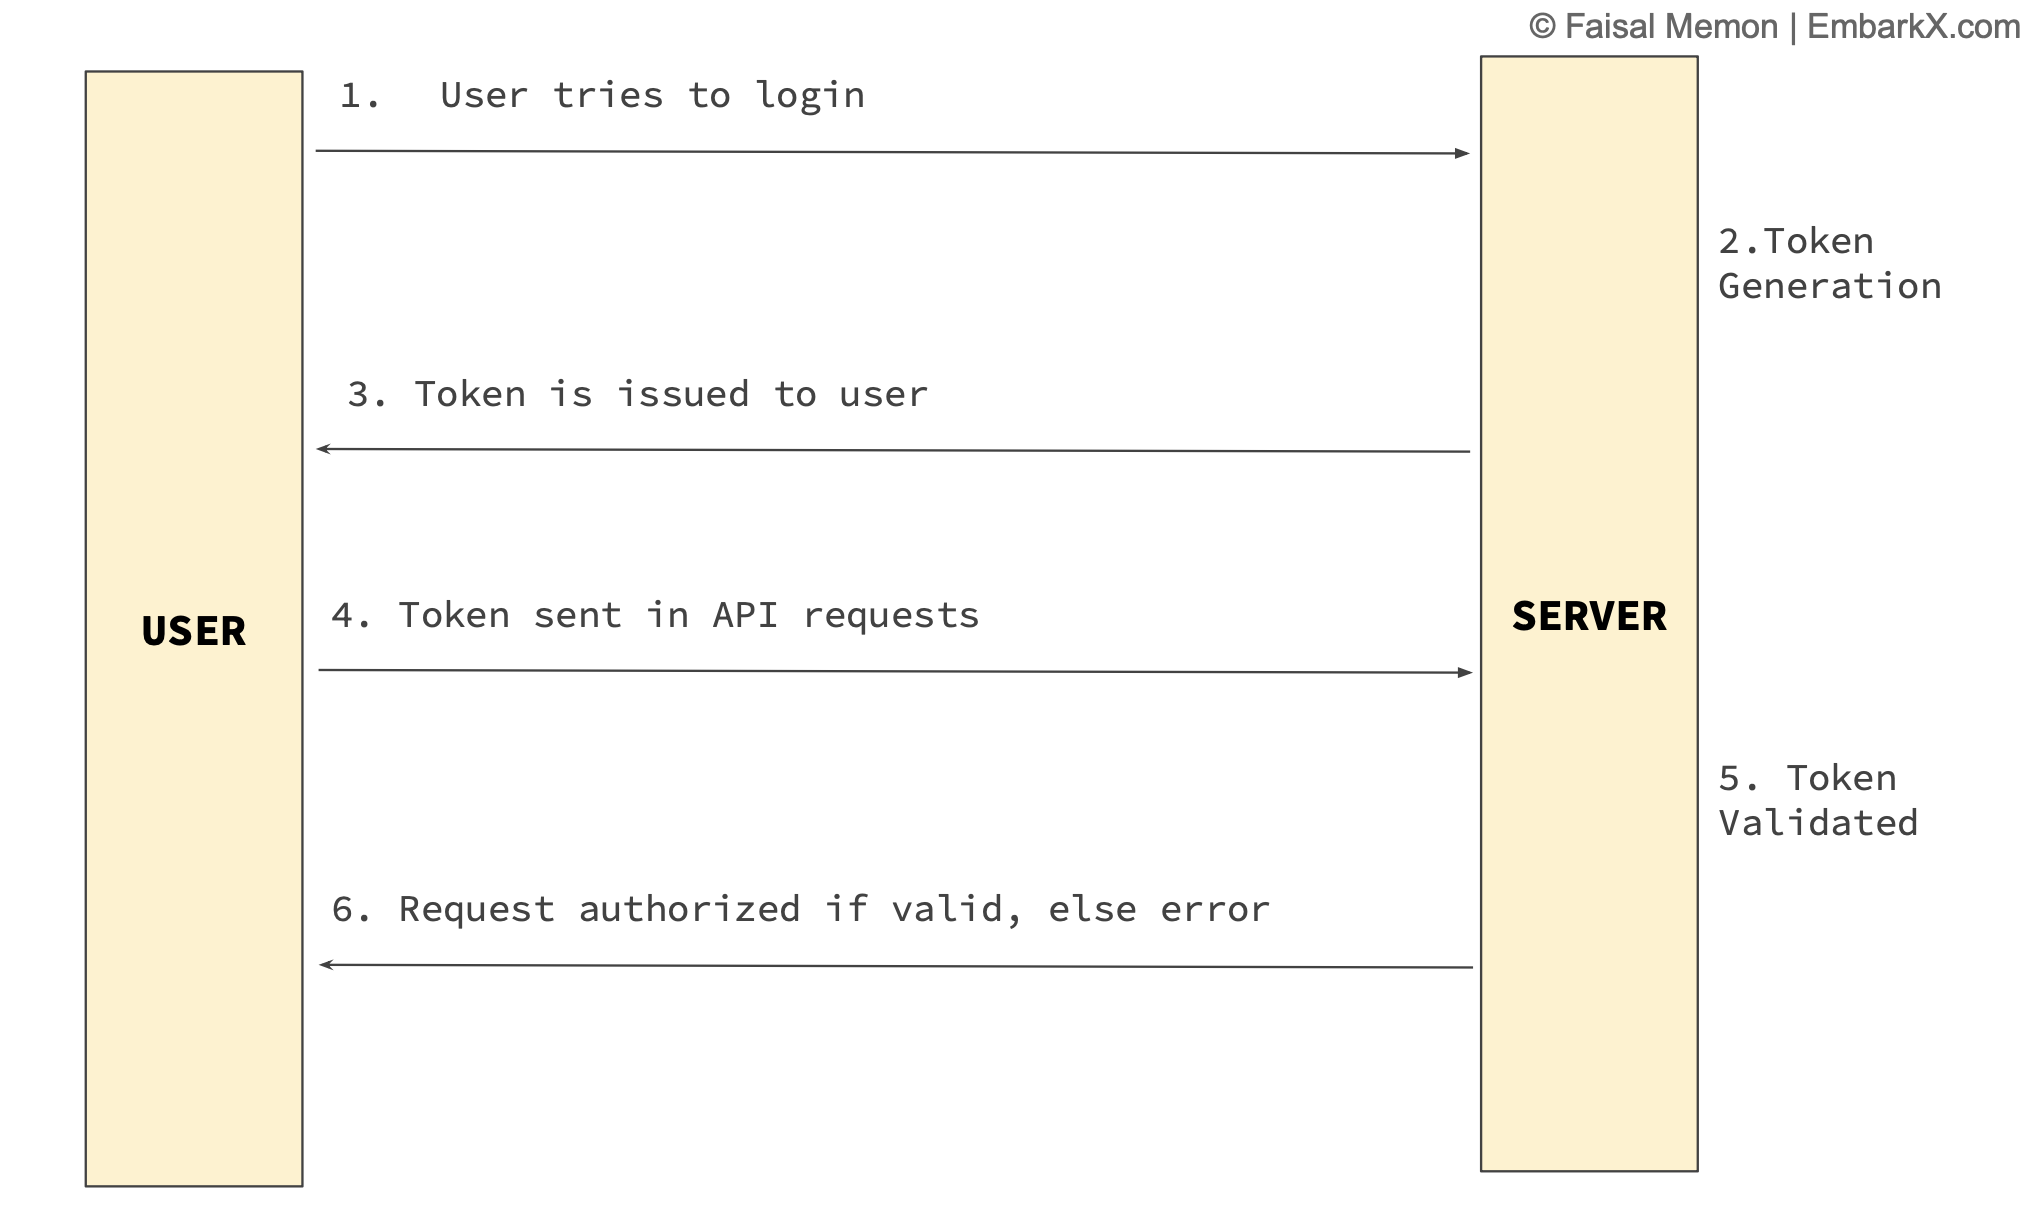 © Faisal Memon | EmbarkX.com
1. User tries to login
2.Token
Generation
3. Token is issued to user
USER
4. Token sent in API requests
SERVER
5. Token
Validated
6. Request authorized if valid, else error